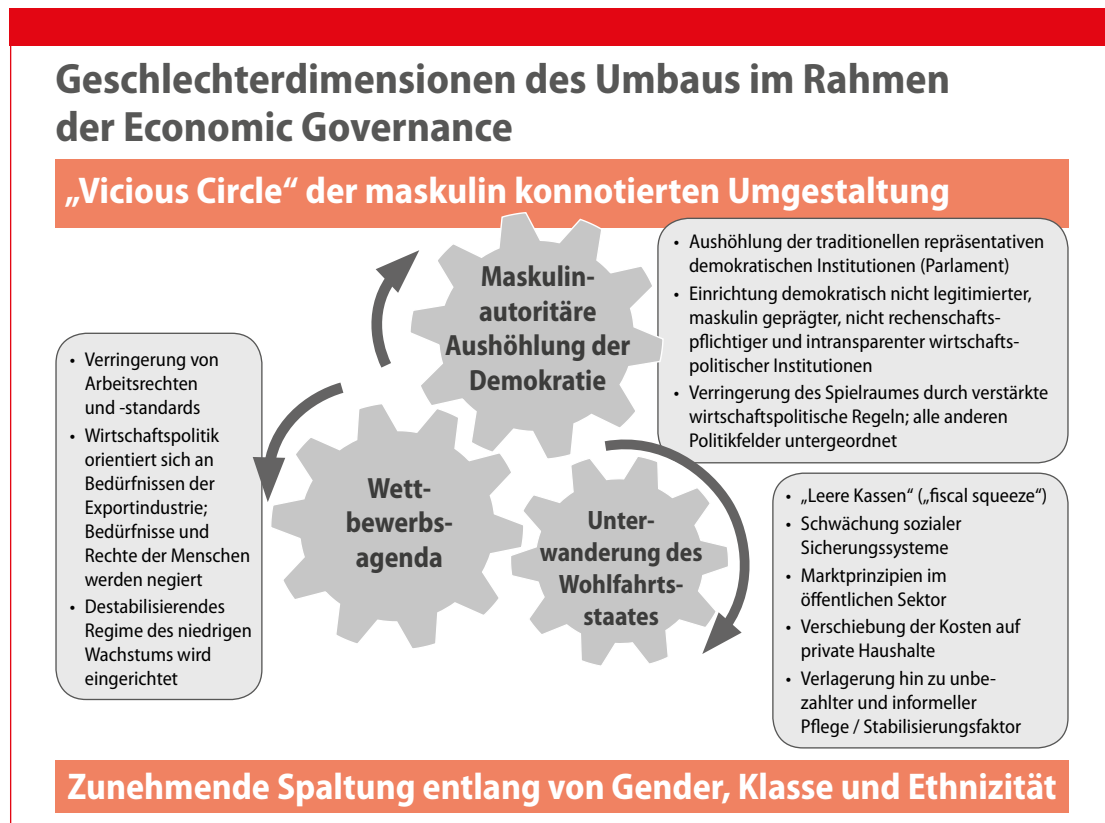 Geschlechterdimensionen des Umbaus im Rahmen
der Economic Governance
„Vicious Circle“ der maskulin konnotierten Umgestaltung
Maskulin-
autoritäre
Aushöhlung der
Demokratie
• Aushöhlung der traditionellen repräsentativen
demokratischen Institutionen (Parlament)
• Einrichtung demokratisch nicht legitimierter,
maskulin geprägter, nicht rechenschafts-
pflichtiger und intransparenter wirtschafts-
politischer Institutionen
• Verringerung des Spielraumes durch verstärkte
wirtschaftspolitische Regeln; alle anderen
Politikfelder untergeordnet
• Verringerung von
Arbeitsrechten
und -standards
• Wirtschaftspolitik
orientiert sich an
Bedürfnissen der
Exportindustrie;
Bedürfnisse und
Rechte der Menschen
werden negiert
• Destabilisierendes
Regime des niedrigen
Wachstums wird
eingerichtet
Wett-
bewerbs-
agenda
Unter-
wanderung des
Wohlfahrts-
staates
• „Leere Kassen“ („fiscal squeeze“)
• Schwächung sozialer
Sicherungssysteme
• Marktprinzipien im
öffentlichen Sektor
• Verschiebung der Kosten auf
private Haushalte
• Verlagerung hin zu unbe-
zahlter und informeller
Pflege / Stabilisierungsfaktor
Zunehmende Spaltung entlang von Gender, Klasse und Ethnizität